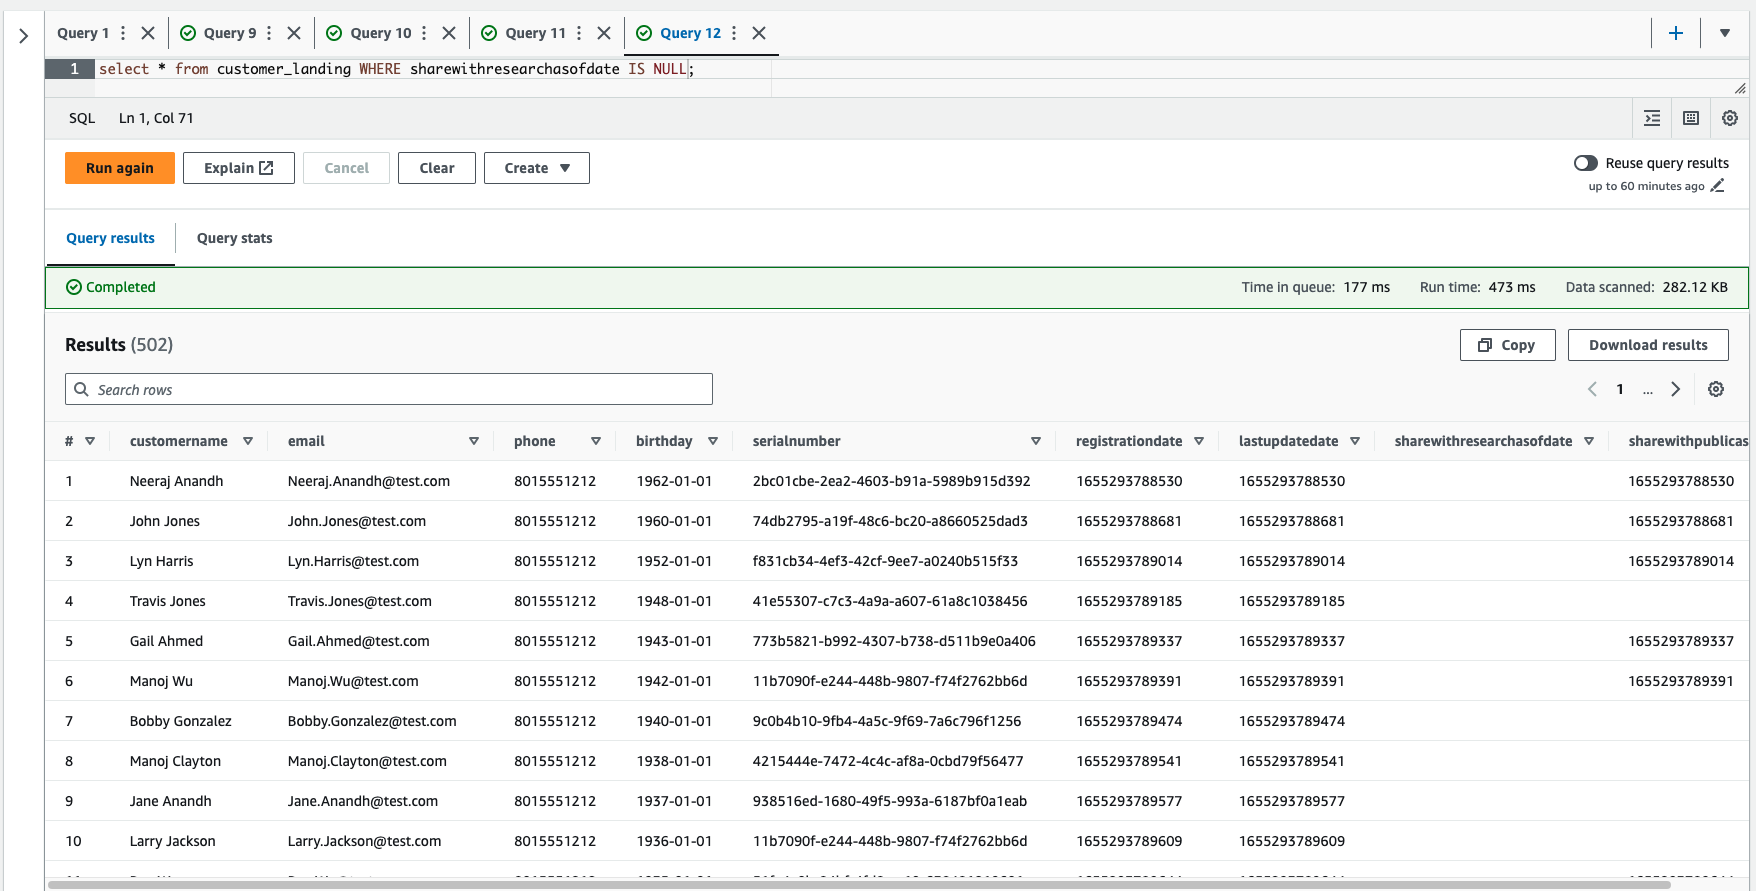 Query 1 Query 9 Query 10 Query 11 Query 12
1 select * from customer_landing WHERE sharewithresearchasofdate IS NULL;
SQL Ln 1, Col 71
Run again Explain Cancel Clear Create Reuse query results
up to 60 minutes ago
Query results Query stats
Completed Time in queue: 177 ms Run time: 473 ms Data scanned: 282.12 KB
Results (502) Copy Download results
Search rows 1 ...
# customername email phone birthday serialnumber registrationdate lastupdatedate sharewithresearchasofdate sharewithpublicas
1 Neeraj Anandh Neeraj.Anandh@test.com 8015551212 1962-01-01 2bc01cbe-2ea2-4603-b91a-5989b915d392 1655293788530 1655293788530 1655293788530
2 John Jones John.Jones@test.com 8015551212 1960-01-01 74db2795-a19f-48c6-bc20-a8660525dad3 1655293788681 1655293788681 1655293788681
3 Lyn Harris Lyn.Harris@test.com 8015551212 1952-01-01 f831cb34-4ef3-42cf-9ee7-a0240b515f33 1655293789014 1655293789014 1655293789014
4 Travis Jones Travis.Jones@test.com 8015551212 1948-01-01 41e55307-c7c3-4a9a-a607-61a8c1038456 1655293789185 1655293789185
5 Gail Ahmed Gail.Ahmed@test.com 8015551212 1943-01-01 773b5821-b992-4307-b738-d511b9e0a406 1655293789337 1655293789337 1655293789337
6 Manoj Wu Manoj.Wu@test.com 8015551212 1942-01-01 11b7090f-e244-448b-9807-f74f2762bb6d 1655293789391 1655293789391 1655293789391
7 Bobby Gonzalez Bobby.Gonzalez@test.com 8015551212 1940-01-01 9c0b4b10-9fb4-4a5c-9f69-7a6c796f1256 1655293789474 1655293789474
8 Manoj Clayton Manoj.Clayton@test.com 8015551212 1938-01-01 4215444e-7472-4c4c-af8a-0cbd79f56477 1655293789541 1655293789541
9 Jane Anandh Jane.Anandh@test.com 8015551212 1937-01-01 938516ed-1680-49f5-993a-6187bf0a1eab 1655293789577 1655293789577
10 Larry Jackson Larry.Jackson@test.com 8015551212 1936-01-01 11b7090f-e244-448b-9807-f74f2762bb6d 1655293789609 1655293789609